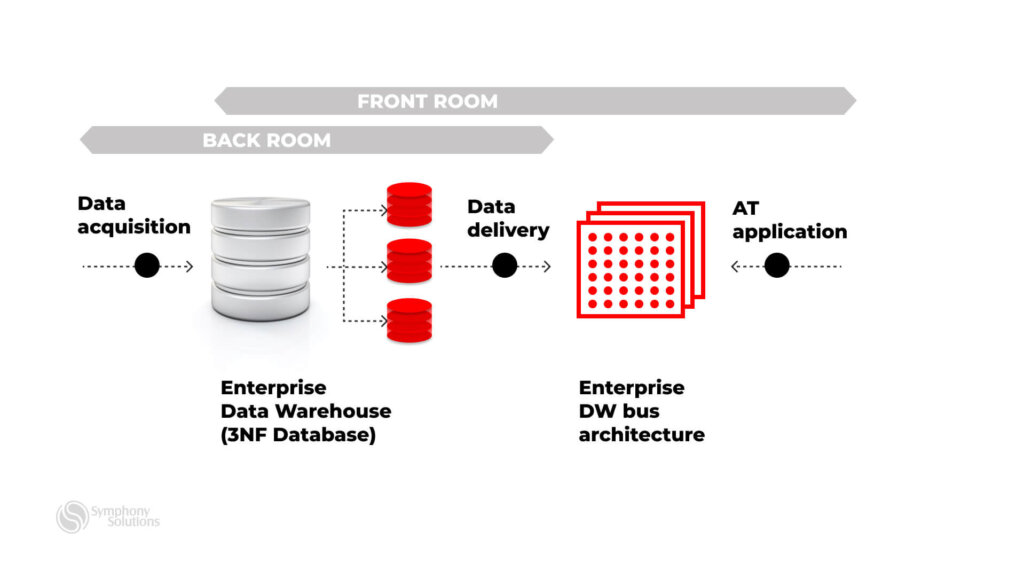 FRONT ROOM
BACK ROOM
Data
acquisition
Data
delivery
AT
application
Enterprise
Data Warehouse
(3NF Database)
Enterprise
DW bus
architecture
Symphony
Solutions